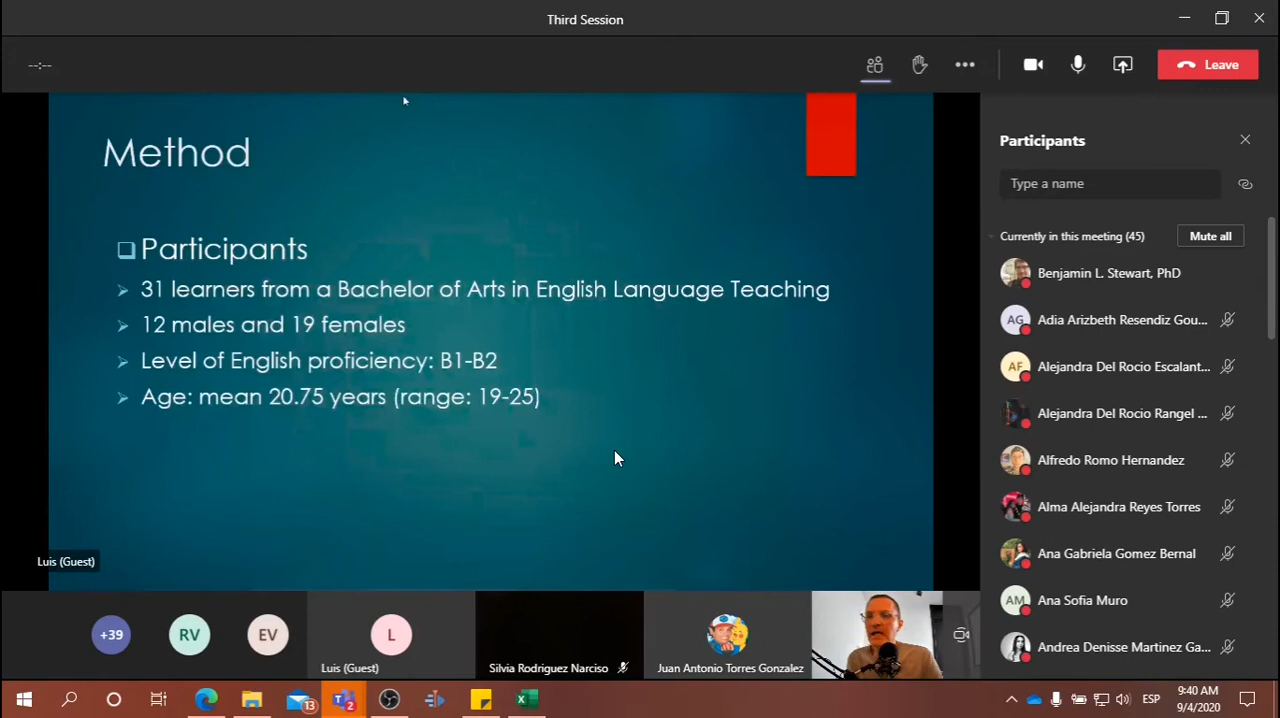 Third Session
--:--
Leave
Method
Participants
31 learners from a Bachelor of Arts in English Language Teaching
12 males and 19 females
Level of English proficiency: B1-B2
Age: mean 20.75 years (range: 19-25)
Luis (Guest)
+39
RV
EV
L
Luis (Guest)
Silvia Rodriguez Narciso
Juan Antonio Torres Gonzalez
Participants
Type a name
Currently in this meeting (45)
Mute all
Benjamin L. Stewart, PhD
AG
Adia Arizbeth Resendiz Gou...
AF
Alejandra Del Rocio Escalant...
Alejandra Del Rocio Rangel ...
Alfredo Romo Hernandez
Alma Alejandra Reyes Torres
Ana Gabriela Gomez Bernal
AM
Ana Sofia Muro
Andrea Denisse Martinez Ga...
13
2
ESP
9:40 AM
9/4/2020